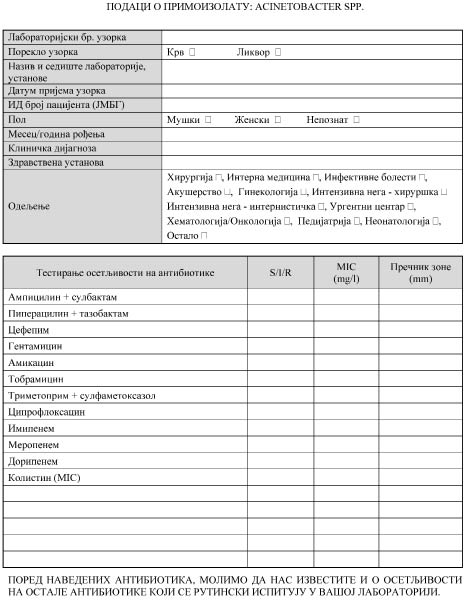 ПОДАЦИ О ПРИМОИЗОЛАТУ: ACINETOBACTER SPP.
Лабораторијски бр. узорка
Порекло узорка Крв □ Ликвор □
Назив и седиште лабораторије,
установе
Датум пријема узорка
ИД број пацијента (ЈМБГ)
Пол Мушки □ Женски □ Непознат □
Месец/година рођења
Клиничка дијагноза
Здравствена установа
Одељење
Хирургија □, Интерна медицина □, Инфективне болести □,
Акушерство □, Гинекологија □, Интензивна нега - хируршка □
Интензивна нега - интернистичка □, Ургентни центар □,
Хематологија/Онкологија □, Педијатрија □, Неонатологија □,
Остало □
Тестирање осетљивости на антибиотике S/I/R MIC (mg/l) Пречник зоне (mm)
Ампицилин + сулбактам
Пиперацилин + тазобактам
Цефепим
Гентамицин
Амикацин
Тобрамицин
Триметоприм + сулфаметоксазол
Ципрофлоксацин
Имипенем
Меропенем
Дорипенем
Колистин (MIC)
ПОРЕД НАВЕДЕНИХ АНТИБИОТИКА, МОЛИМО ДА НАС ИЗВЕСТИТЕ И О ОСЕТЉИВОСТИ
НА ОСТАЛЕ АНТИБИОТИКЕ КОЈИ СЕ РУТИНСКИ ИСПИТУЈУ У ВАШОЈ ЛАБОРАТОРИЈИ.